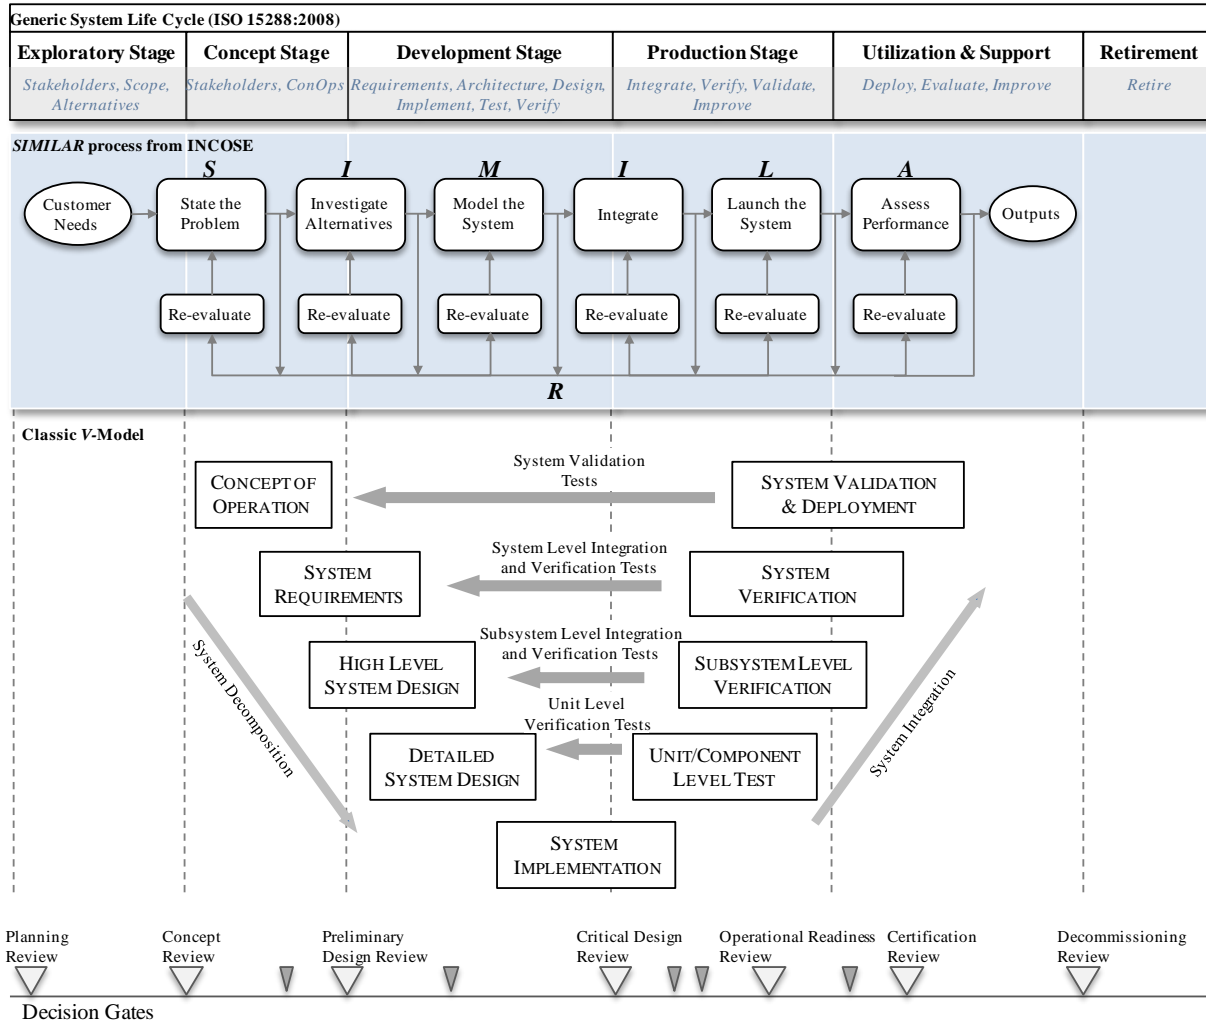 Generic System Life Cycle (ISO 15288:2008)
Exploratory Stage
Concept Stage
Development Stage
Production Stage
Utilization & Support
Retirement
Stakeholders, Scope,
Alternatives
Stakeholders, ConOps
Requirements, Architecture, Design,
Implement, Test, Verify
Integrate, Verify, Validate,
Improve
Deploy, Evaluate, Improve
Retire
SIMILAR process from INCOSE
S
I
M
I
L
A
Customer
Needs
State the
Problem
Investigate
Alternatives
Model the
System
Integrate
Launch the
System
Assess
Performance
Outputs
Re-evaluate
Re-evaluate
Re-evaluate
Re-evaluate
Re-evaluate
Re-evaluate
R
Classic V-Model
CONCEPT OF
OPERATION
System Validation
Tests
SYSTEM VALIDATION
& DEPLOYMENT
SYSTEM
REQUIREMENTS
System Level Integration
and Verification Tests
SYSTEM
VERIFICATION
System Decomposition
HIGH LEVEL
SYSTEM DESIGN
Subsystem Level Integration
and Verification Tests
SUBSYSTEM LEVEL
VERIFICATION
System Integration
DETAILED
SYSTEM DESIGN
Unit Level
Verification Tests
UNIT/COMPONENT
LEVEL TEST
SYSTEM
IMPLEMENTATION
Planning
Review
Concept
Review
Preliminary
Design Review
Critical Design
Review
Operational Readiness
Review
Certification
Review
Decommissioning
Review
Decision Gates